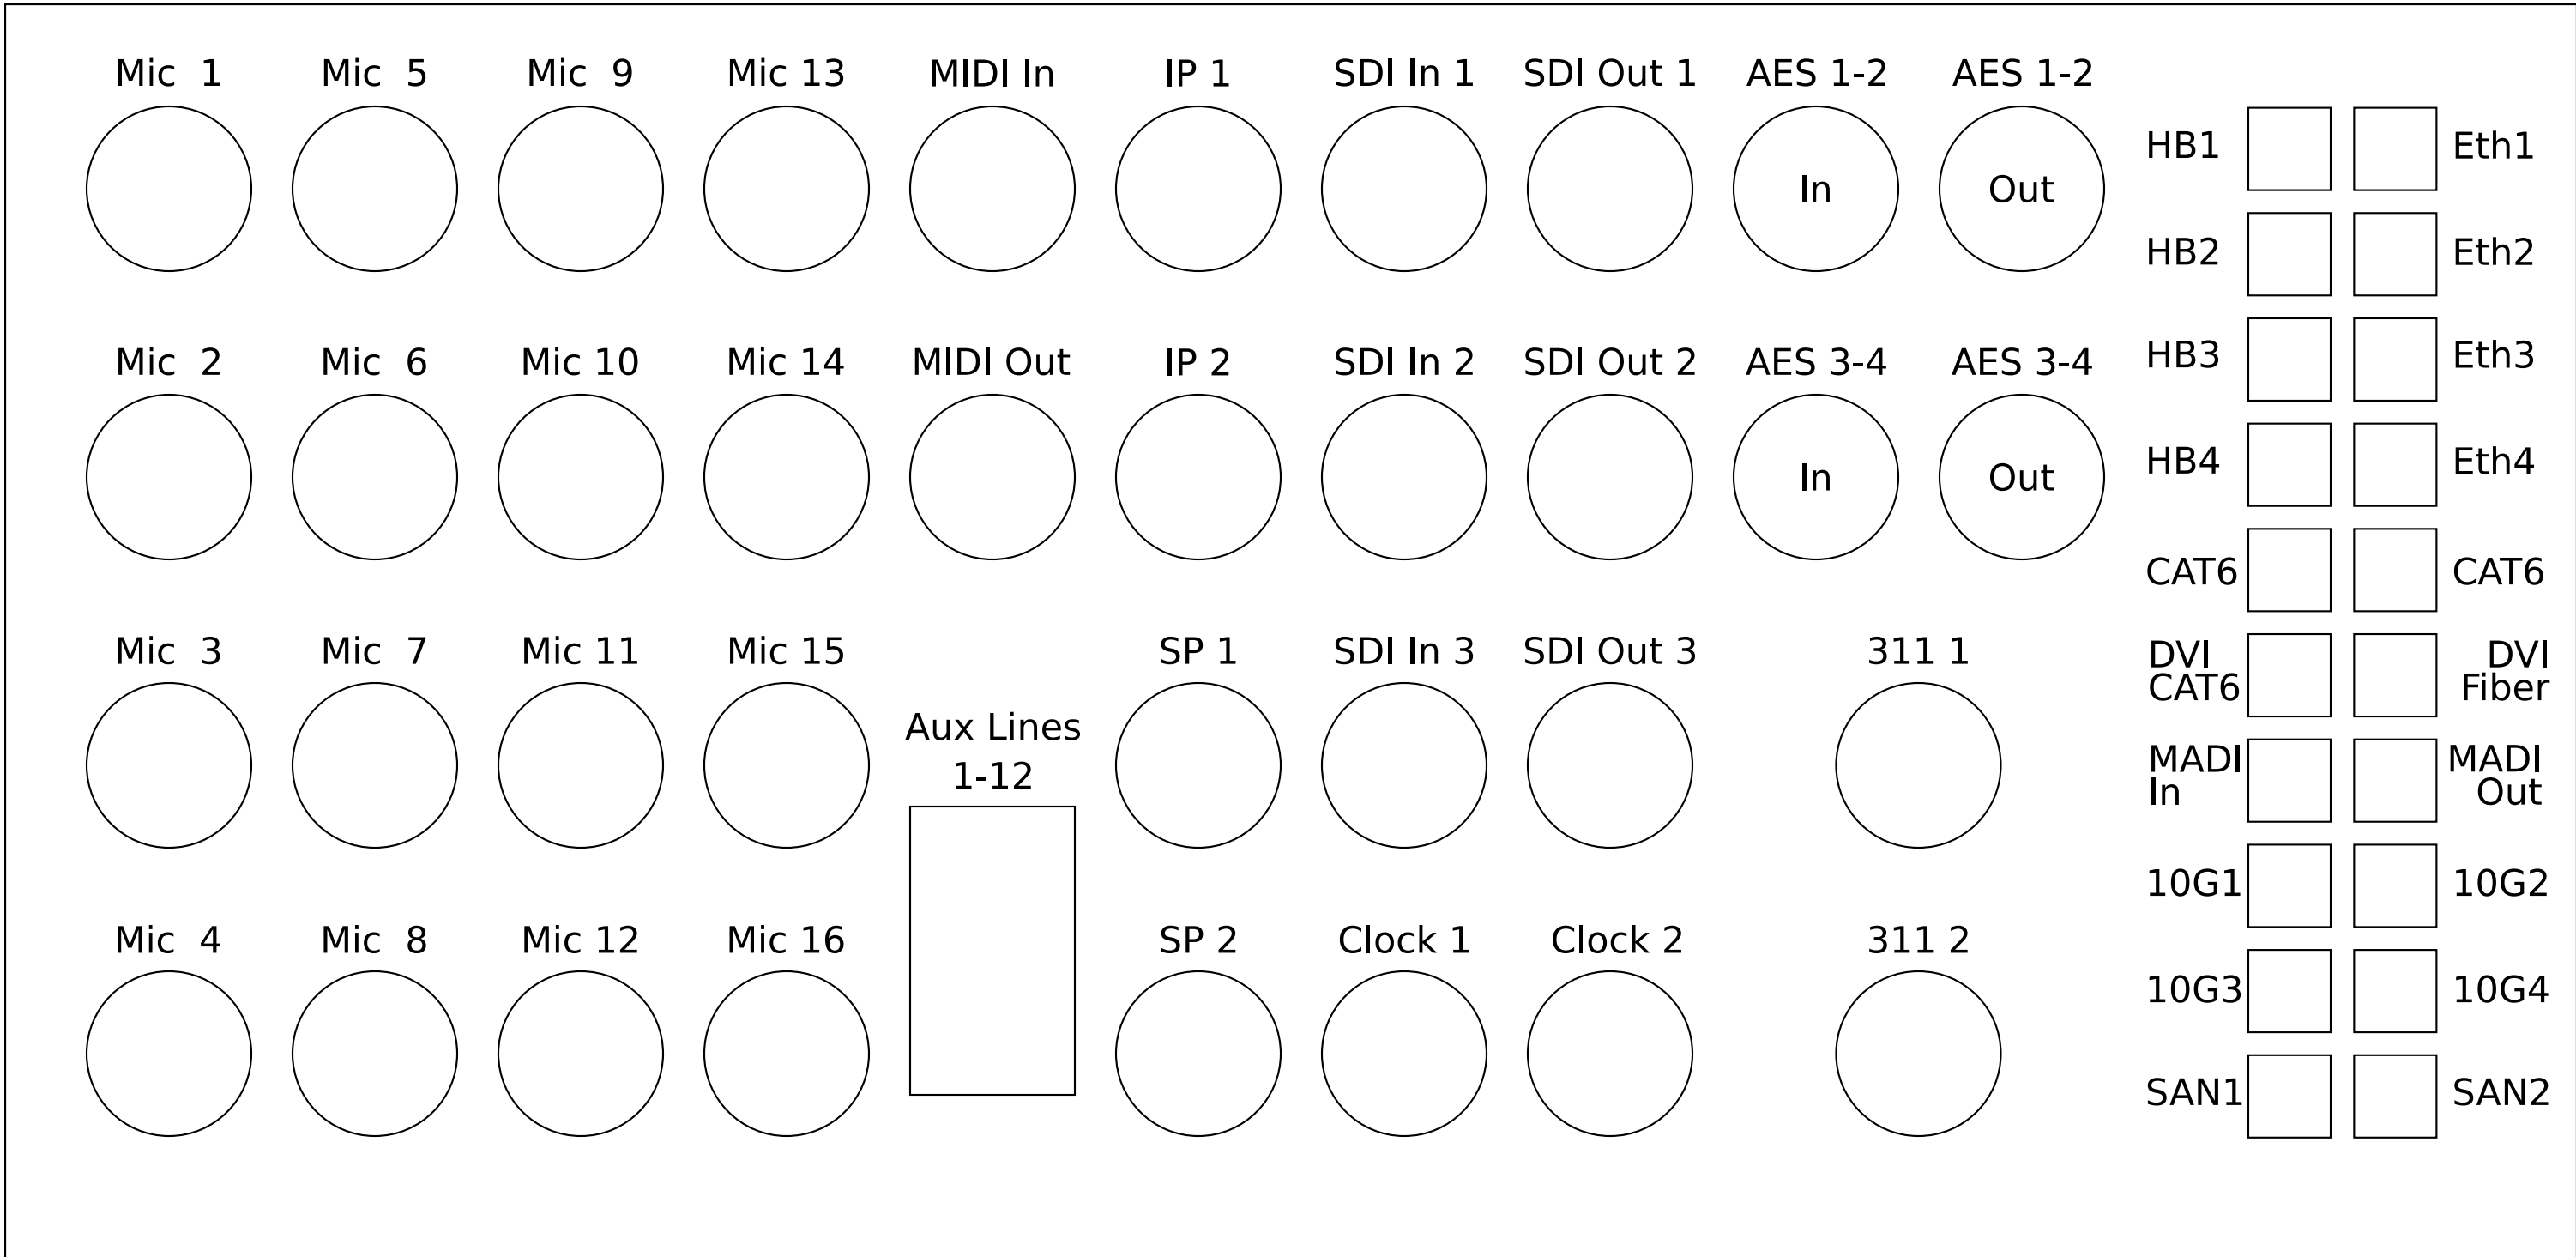 Mic  1 Mic  5 Mic  9 Mic 13 MIDI In IP 1 SDI In 1 SDI Out 1 AES 1-2 AES 1-2
HB1 Eth1
In Out
HB2 Eth2
HB3 Eth3
Mic  2 Mic  6 Mic 10 Mic 14 MIDI Out IP 2 SDI In 2 SDI Out 2 AES 3-4 AES 3-4
HB4 Eth4
In Out
CAT6 CAT6
Mic  3 Mic  7 Mic 11 Mic 15 SP 1 SDI In 3 SDI Out 3 311 1
DVI DVI
CAT6 Fiber
Aux Lines
1-12
MADI MADI
In Out
10G1 10G2
Mic  4 Mic  8 Mic 12 Mic 16 SP 2 Clock 1 Clock 2 311 2
10G3 10G4
SAN1 SAN2